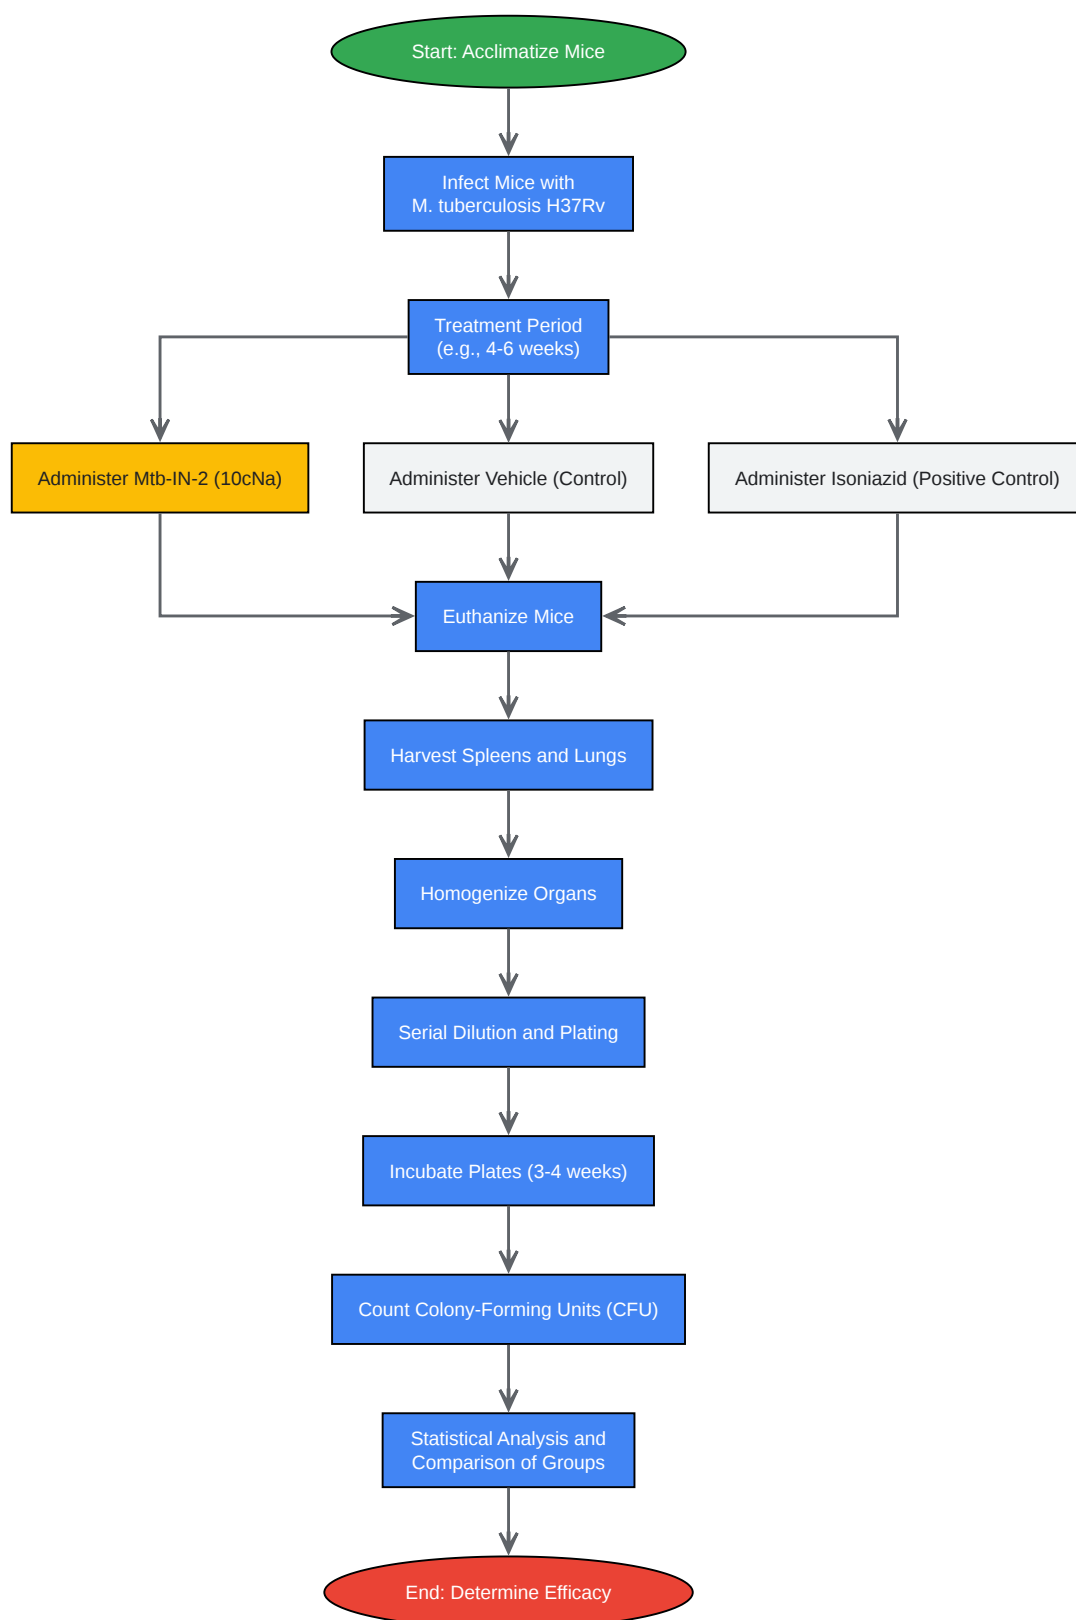 Start: Acclimatize Mice
Infect Mice with
M. tuberculosis H37Rv
Treatment Period
(e.g., 4-6 weeks)
Administer Mtb-IN-2 (10cNa)
Administer Vehicle (Control)
Administer Isoniazid (Positive Control)
Euthanize Mice
Harvest Spleens and Lungs
Homogenize Organs
Serial Dilution and Plating
Incubate Plates (3-4 weeks)
Count Colony-Forming Units (CFU)
Statistical Analysis and
Comparison of Groups
End: Determine Efficacy